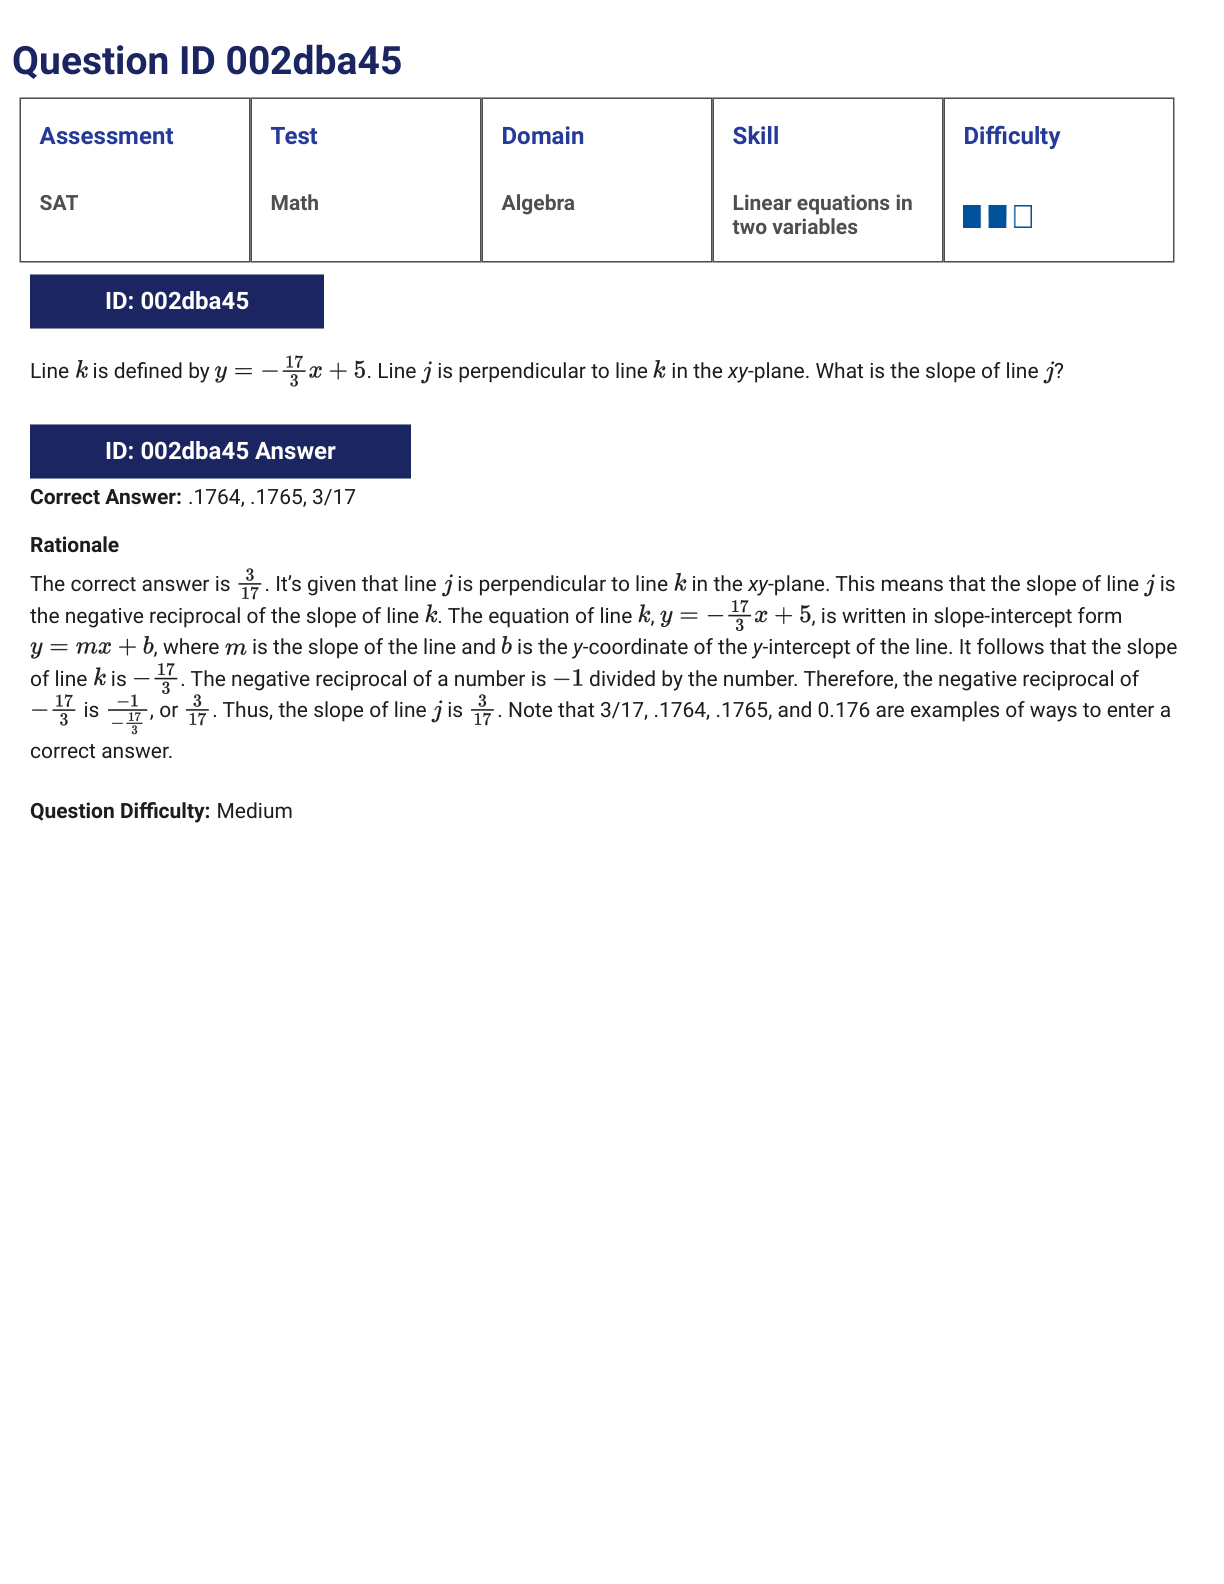 Question ID 002dba45
Assessment
Test
Domain
Skill
Difficulty
SAT
Math
Algebra
Linear equations in
two variables
ID: 002dba45
Line k is defined by y = −17/3 x + 5. Line j is perpendicular to line k in the xy-plane. What is the slope of line j?
ID: 002dba45 Answer
Correct Answer: .1764, .1765, 3/17
Rationale
The correct answer is 3/17. It’s given that line j is perpendicular to line k in the xy-plane. This means that the slope of line j is
the negative reciprocal of the slope of line k. The equation of line k, y = −17/3 x + 5, is written in slope-intercept form
y = mx + b, where m is the slope of the line and b is the y-coordinate of the y-intercept of the line. It follows that the slope
of line k is −17/3. The negative reciprocal of a number is −1 divided by the number. Therefore, the negative reciprocal of
−17/3 is −1/(−17/3), or 3/17. Thus, the slope of line j is 3/17. Note that 3/17, .1764, .1765, and 0.176 are examples of ways to enter a
correct answer.
Question Difficulty: Medium